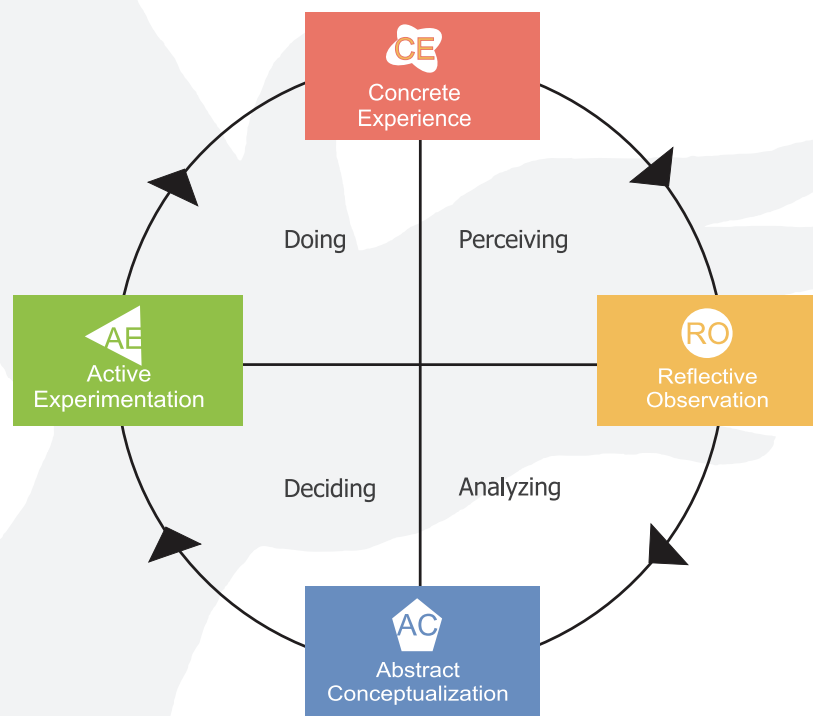 CE
Concrete
Experience
Doing
Perceiving
AE
Active
Experimentation
RO
Reflective
Observation
Deciding
Analyzing
AC
Abstract
Conceptualization